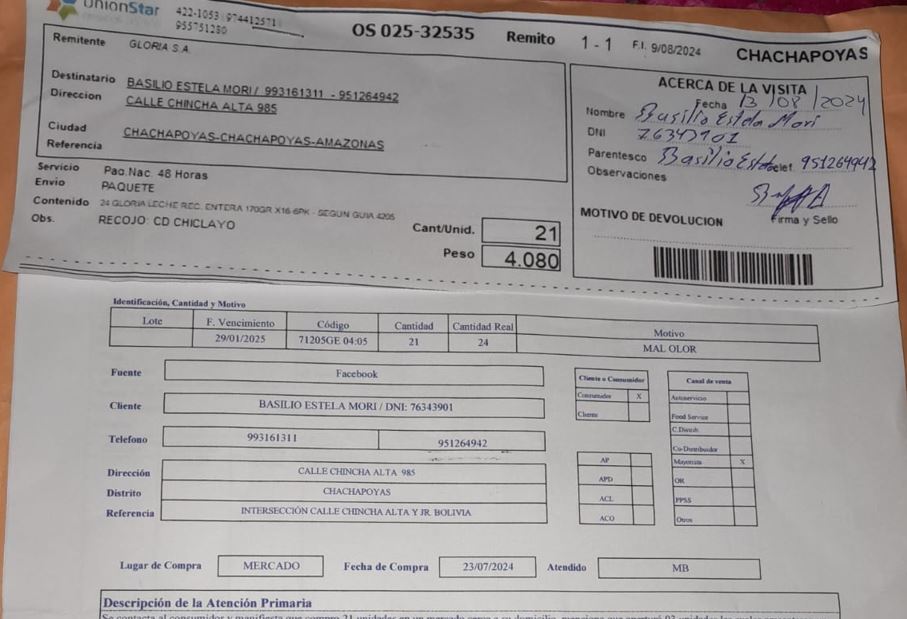 UnionStar
422-1053 974412571
955751250
OS 025-32535 Remito 1 - 1 F.I. 9/08/2024 CHACHAPOYAS
Remitente GLORIA S.A.
Destinatario BASILIO ESTELA MORI / 993161311 - 951264942
Direccion CALLE CHINCHA ALTA 985
Ciudad CHACHAPOYAS-CHACHAPOYAS-AMAZONAS
Referencia
Servicio Paq.Nac. 48 Horas
Envio PAQUETE
Contenido 24 GLORIA LECHE REC. ENTERA 170GR X16 6PK - SEGUN GUIA 4205
Obs. RECOJO: CD CHICLAYO
Cant/Unid. 21
Peso 4.080
ACERCA DE LA VISITA
Fecha 13 / 08 / 2024
Nombre Basilio Estela Mori
DNI 76343901
Parentesco Basilio Estela Telef. 951264942
Observaciones
Firma y Sello
MOTIVO DE DEVOLUCION
Identificación, Cantidad y Motivo
Lote F. Vencimiento Código Cantidad Cantidad Real Motivo
29/01/2025 71205GE 04:05 21 24 MAL OLOR
Fuente Facebook
Cliente BASILIO ESTELA MORI / DNI: 76343901
Telefono 993161311 951264942
Dirección CALLE CHINCHA ALTA 985
Distrito CHACHAPOYAS
Referencia INTERSECCIÓN CALLE CHINCHA ALTA Y JR. BOLIVIA
Cliente o Consumidor
Consumidor X
Cliente
AP
APD
ACL
ACO
Canal de venta
Autoservicio
Food Service
Co-Distribuidor
Mayorista X
OR
PPSS
Otros
Lugar de Compra MERCADO Fecha de Compra 23/07/2024 Atendido MB
Descripción de la Atención Primaria